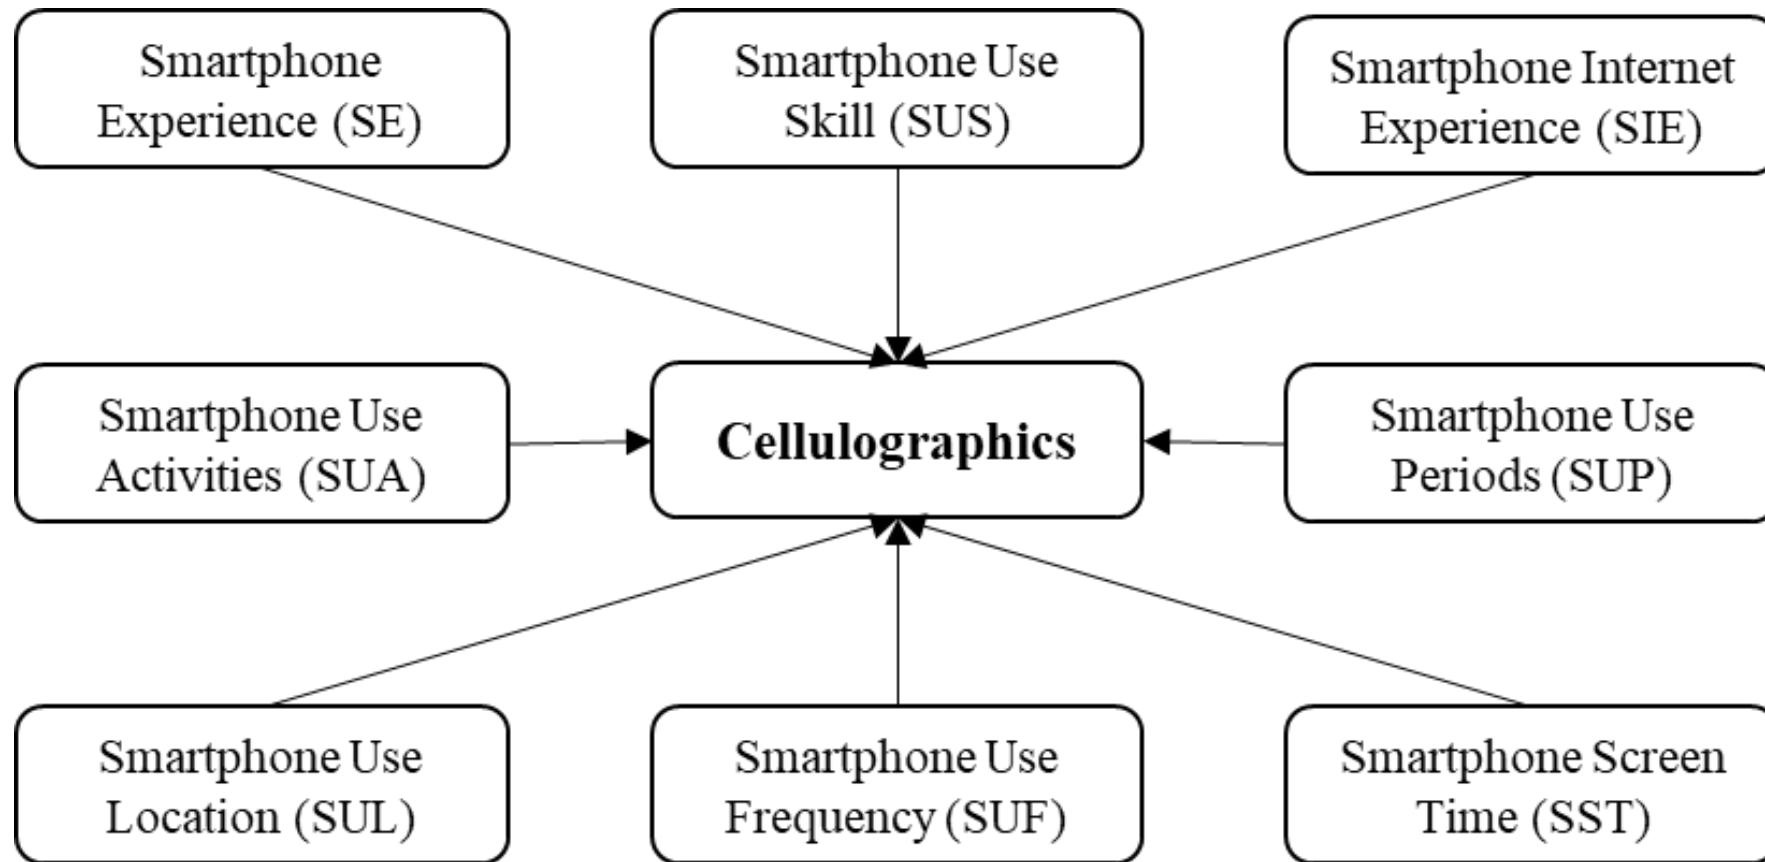 Smartphone
Experience (SE)
Smartphone Use
Skill (SUS)
Smartphone Internet
Experience (SIE)
Smartphone Use
Activities (SUA)
Cellulographics
Smartphone Use
Periods (SUP)
Smartphone Use
Location (SUL)
Smartphone Use
Frequency (SUF)
Smartphone Screen
Time (SST)